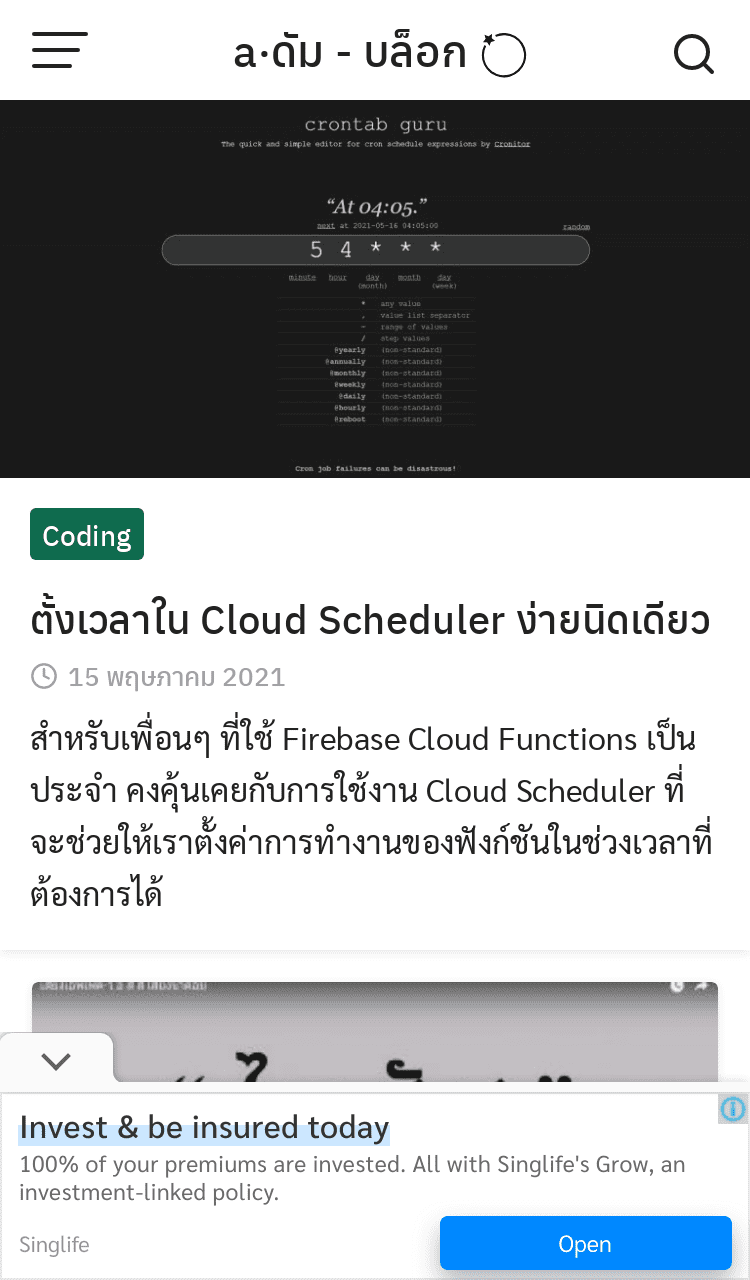 a·ดัม - บล็อก
crontab guru
The quick and simple editor for cron schedule expressions by Cronitor
“At 04:05.”
next at 2021-05-16 04:05:00
random
5 4 * * *
minute hour day (month) month day (week)
* any value
, value list separator
- range of values
/ step values
@yearly (non-standard)
@annually (non-standard)
@monthly (non-standard)
@weekly (non-standard)
@daily (non-standard)
@hourly (non-standard)
@reboot (non-standard)
Cron job failures can be disastrous!
Coding
ตั้งเวลาใน Cloud Scheduler ง่ายนิดเดียว
15 พฤษภาคม 2021
สำหรับเพื่อนๆ ที่ใช้ Firebase Cloud Functions เป็น
ประจำ คงคุ้นเคยกับการใช้งาน Cloud Scheduler ที่
จะช่วยให้เราตั้งค่าการทำงานของฟังก์ชันในช่วงเวลาที่
ต้องการได้
Invest & be insured today
100% of your premiums are invested. All with Singlife's Grow, an
investment-linked policy.
Singlife
Open